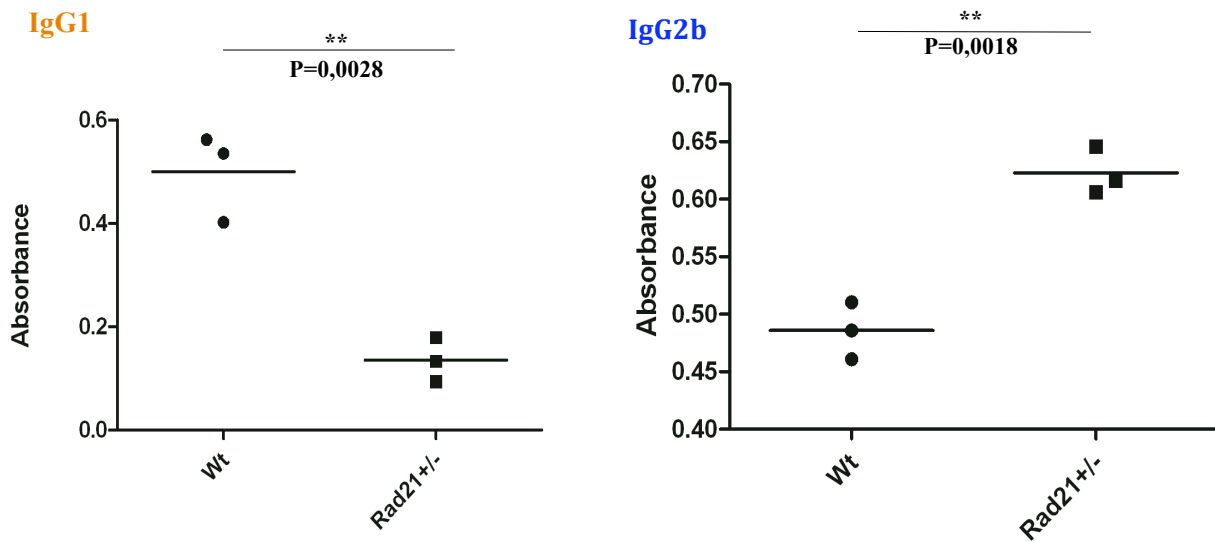 IgG1
**
P=0,0028
0.6
0.4
0.2
0.0
Absorbance
Wt
Rad21+/-
IgG2b
**
P=0,0018
0.70
0.65
0.60
0.55
0.50
0.45
0.40
Absorbance
Wt
Rad21+/-